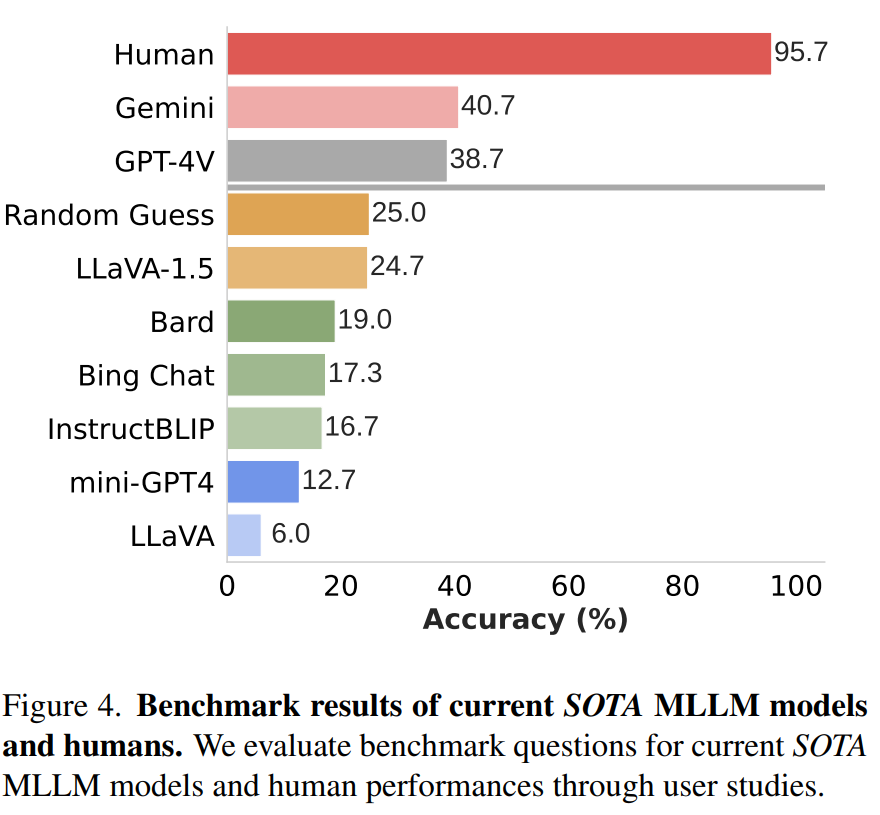 Human 95.7
Gemini 40.7
GPT-4V 38.7
Random Guess 25.0
LLaVA-1.5 24.7
Bard 19.0
Bing Chat 17.3
InstructBLIP 16.7
mini-GPT4 12.7
LLaVA 6.0
0 20 40 60 80 100
Accuracy (%)
Figure 4. Benchmark results of current SOTA MLLM models
and humans. We evaluate benchmark questions for current SOTA
MLLM models and human performances through user studies.